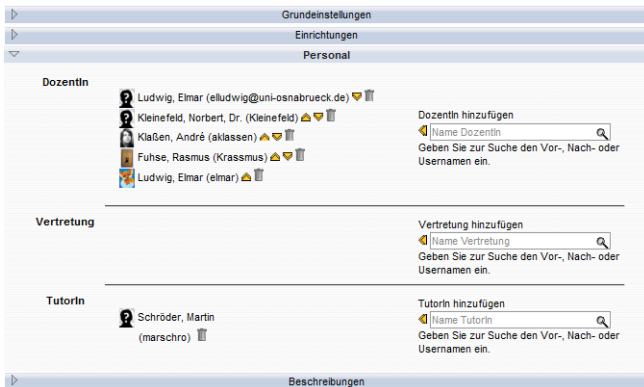 Grundeinstellungen
Einrichtungen
Personal
DozentIn
Ludwig, Elmar (elludwig@uni-osnabrueck.de)
Kleinefeld, Norbert, Dr. (Kleinefeld)
Klaßen, André (aklassen)
Fuhse, Rasmus (Krassmus)
Ludwig, Elmar (elmar)
DozentIn hinzufügen
Name DozentIn
Geben Sie zur Suche den Vor-, Nach- oder
Usernamen ein.
Vertretung
Vertretung hinzufügen
Name Vertretung
Geben Sie zur Suche den Vor-, Nach- oder
Usernamen ein.
TutorIn
Schröder, Martin
(marschro)
TutorIn hinzufügen
Name TutorIn
Geben Sie zur Suche den Vor-, Nach- oder
Usernamen ein.
Beschreibungen